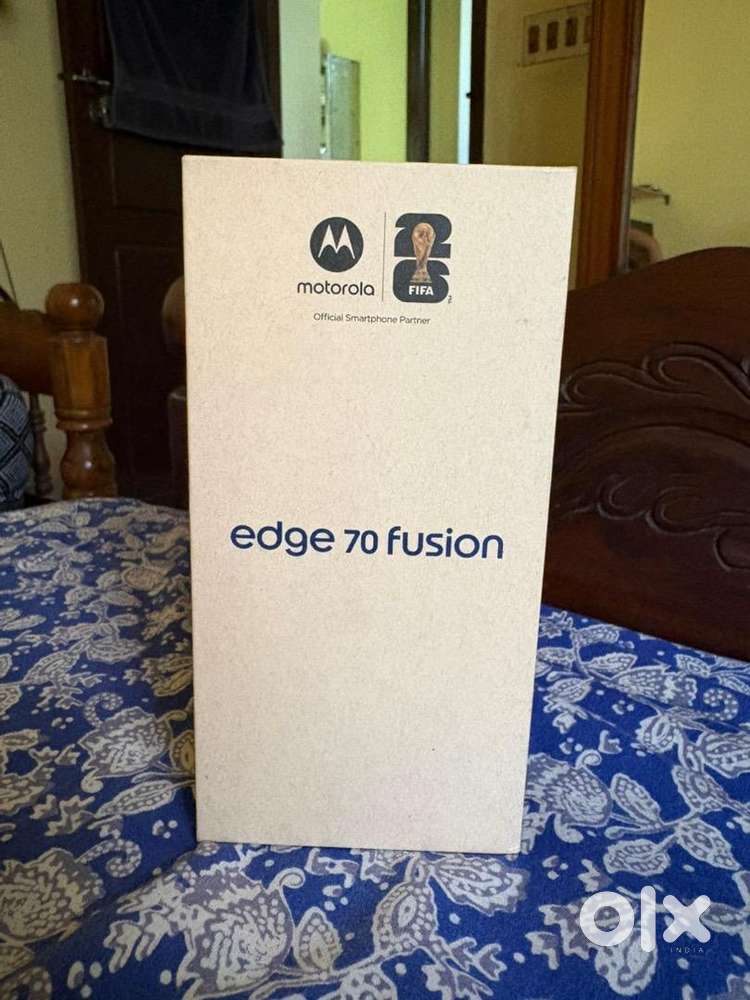 motorola
26
FIFA
Official Smartphone Partner
edge 70 fusion
olx
INDIA